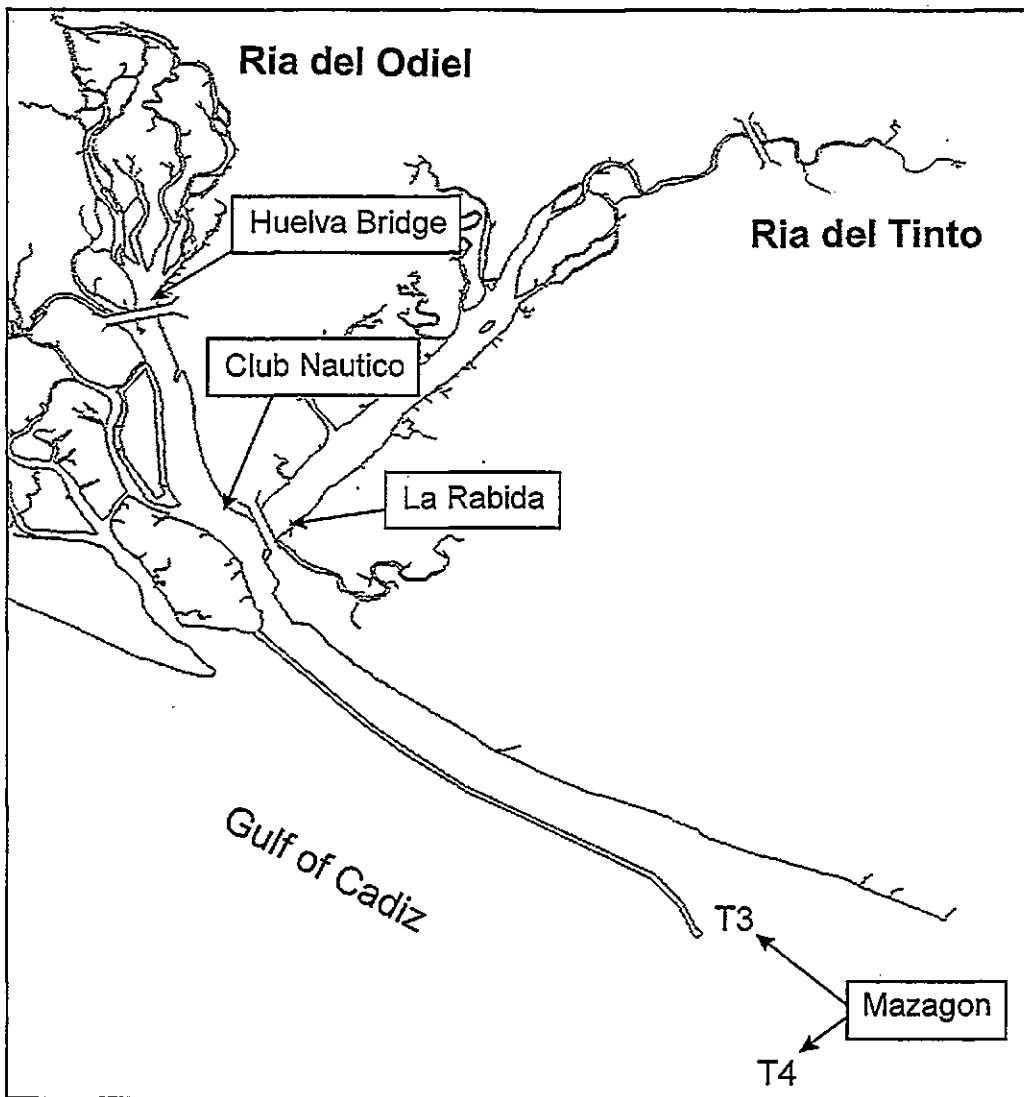 Ria del Odiel
Huelva Bridge
Ria del Tinto
Club Nautico
La Rabida
Gulf of Cadiz
T3
Mazagon
T4